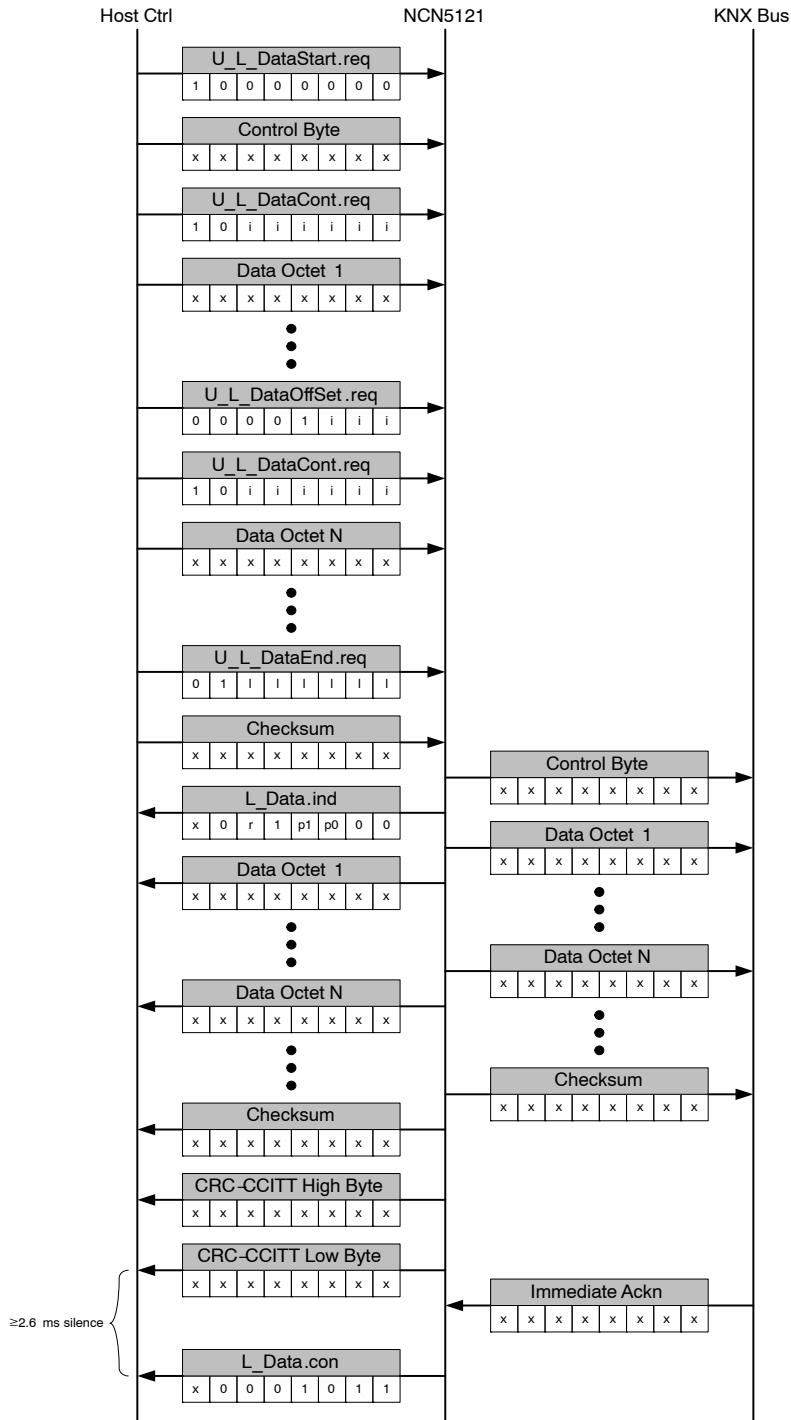 Host Ctrl NCN5121 KNX Bus
U_L_DataStart.req
1 0 0 0 0 0 0 0
Control Byte
x x x x x x x x
U_L_DataCont.req
1 0 i i i i i i
Data Octet 1
x x x x x x x x
U_L_DataOffSet.req
0 0 0 0 1 i i i
U_L_DataCont.req
1 0 i i i i i i
Data Octet N
x x x x x x x x
U_L_DataEnd.req
0 1 l l l l l l
Checksum
x x x x x x x x
Control Byte
x x x x x x x x
L_Data.ind
x 0 r 1 p1 p0 0 0
Data Octet 1
x x x x x x x x
Data Octet 1
x x x x x x x x
Data Octet N
x x x x x x x x
Data Octet N
x x x x x x x x
Checksum
x x x x x x x x
Checksum
x x x x x x x x
CRC-CCITT High Byte
x x x x x x x x
CRC-CCITT Low Byte
x x x x x x x x
Immediate Ackn
x x x x x x x x
≥2.6 ms silence
L_Data.con
x 0 0 0 1 0 1 1